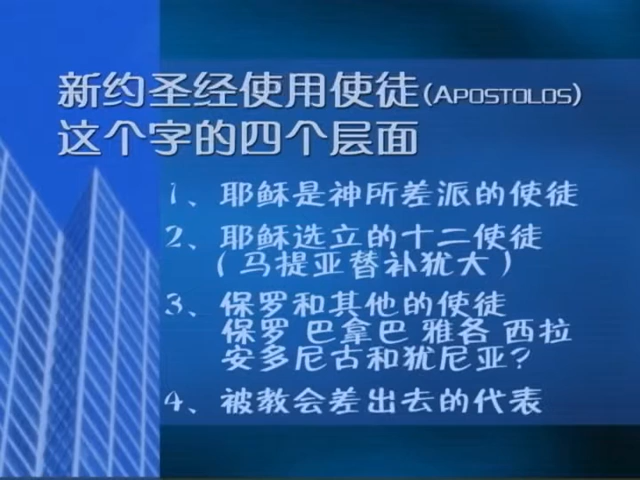 新约圣经使用使徒(APOSTOLOS)
这个字的四个层面
1、耶稣是神所差派的使徒
2、耶稣选立的十二使徒
(马提亚替补犹大)
3、保罗和其他的使徒
保罗 巴拿巴 雅各 西拉
安多尼古和犹尼亚?
4、被教会差出去的代表